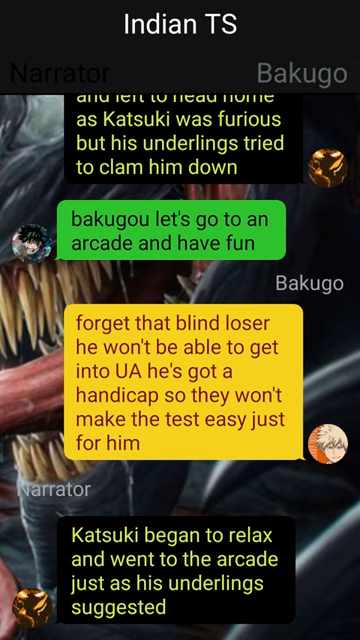 Indian TS
Narrator
Bakugo
and left to head home
as Katsuki was furious
but his underlings tried
to clam him down
bakugou let's go to an
arcade and have fun
Bakugo
forget that blind loser
he won't be able to get
into UA he's got a
handicap so they won't
make the test easy just
for him
Narrator
Katsuki began to relax
and went to the arcade
just as his underlings
suggested